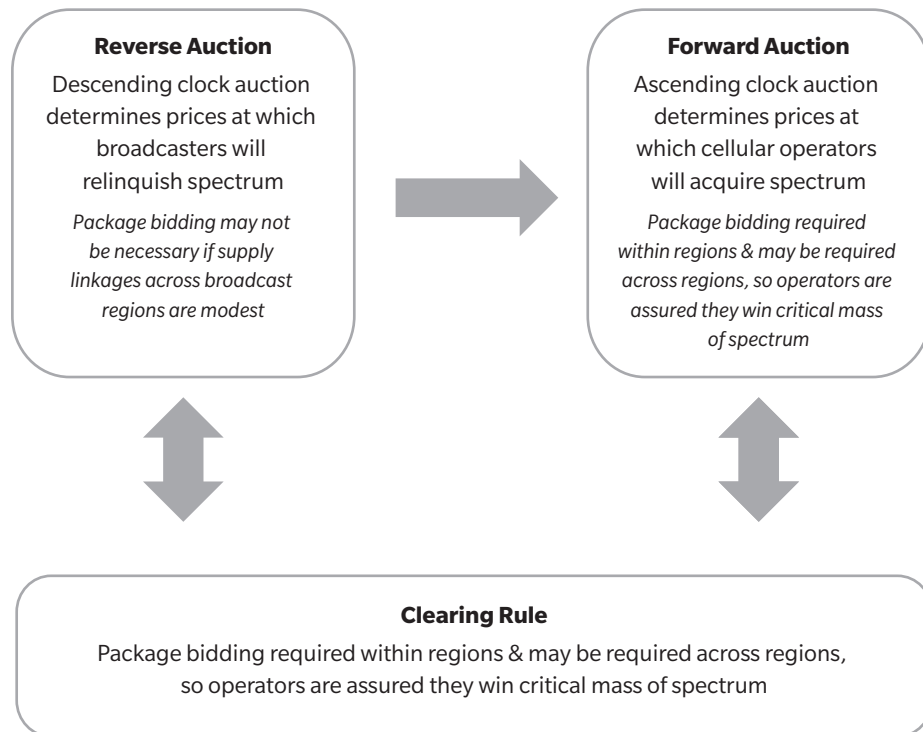 Reverse Auction
Descending clock auction
determines prices at which
broadcasters will
relinquish spectrum
Package bidding may not
be necessary if supply
linkages across broadcast
regions are modest
Forward Auction
Ascending clock auction
determines prices at
which cellular operators
will acquire spectrum
Package bidding required
within regions & may be required
across regions, so operators are
assured they win critical mass
of spectrum
Clearing Rule
Package bidding required within regions & may be required across regions,
so operators are assured they win critical mass of spectrum